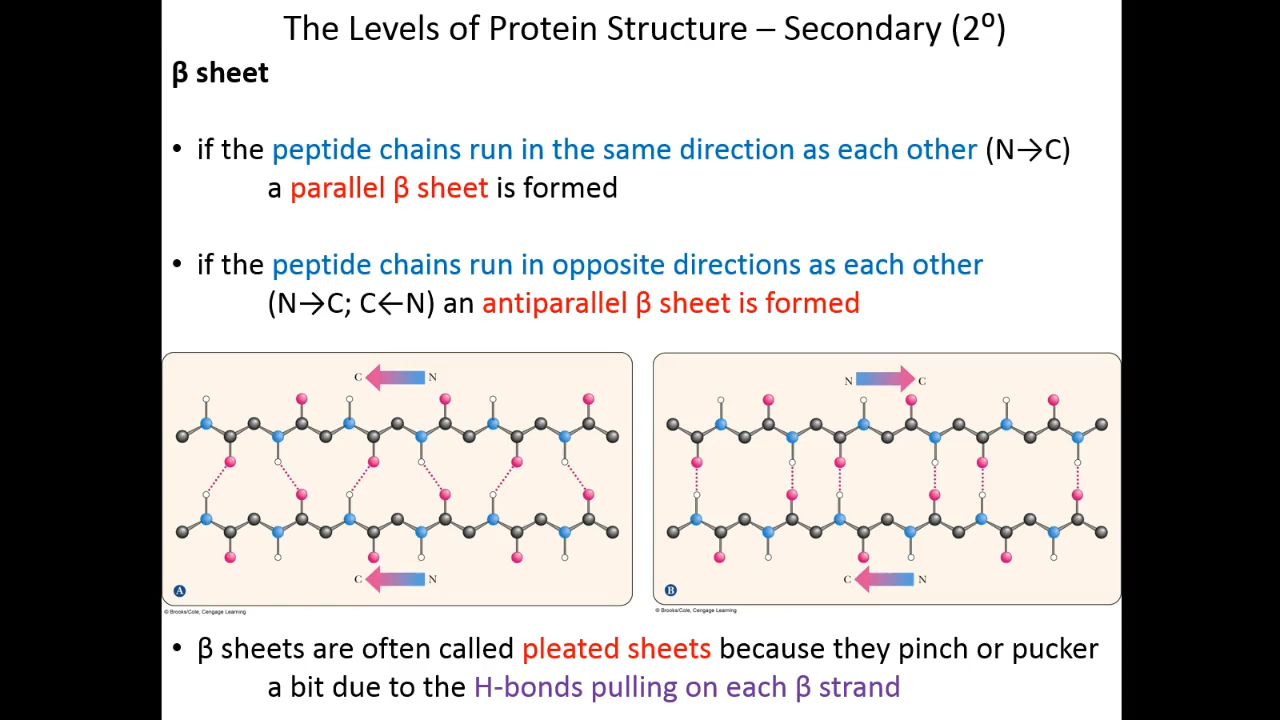 The Levels of Protein Structure – Secondary (2º)
β sheet
• if the peptide chains run in the same direction as each other (N→C)
a parallel β sheet is formed
• if the peptide chains run in opposite directions as each other
(N→C; C←N) an antiparallel β sheet is formed
C N
N C
C N
C N
A
B
© Brooks/Cole, Cengage Learning
© Brooks/Cole, Cengage Learning
• β sheets are often called pleated sheets because they pinch or pucker
a bit due to the H-bonds pulling on each β strand